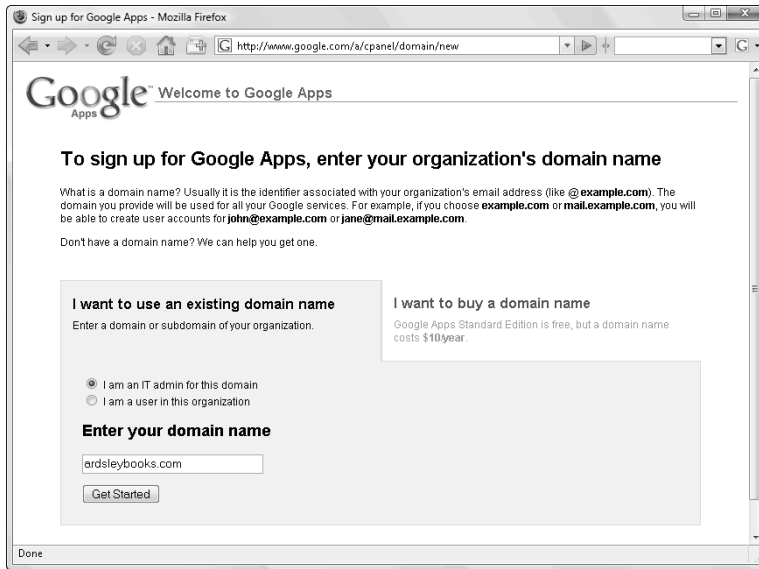 Sign up for Google Apps - Mozilla Firefox
G http://www.google.com/a/cpanel/domain/new
G
Google™ Welcome to Google Apps
Apps
To sign up for Google Apps, enter your organization's domain name
What is a domain name? Usually it is the identifier associated with your organization's email address (like @example.com). The
domain you provide will be used for all your Google services. For example, if you choose example.com or mail.example.com, you will
be able to create user accounts for john@example.com or jane@mail.example.com.
Don't have a domain name? We can help you get one.
I want to use an existing domain name
Enter a domain or subdomain of your organization.
I want to buy a domain name
Google Apps Standard Edition is free, but a domain name
costs $10/year.
I am an IT admin for this domain
I am a user in this organization
Enter your domain name
ardsleybooks.com
Get Started
Done